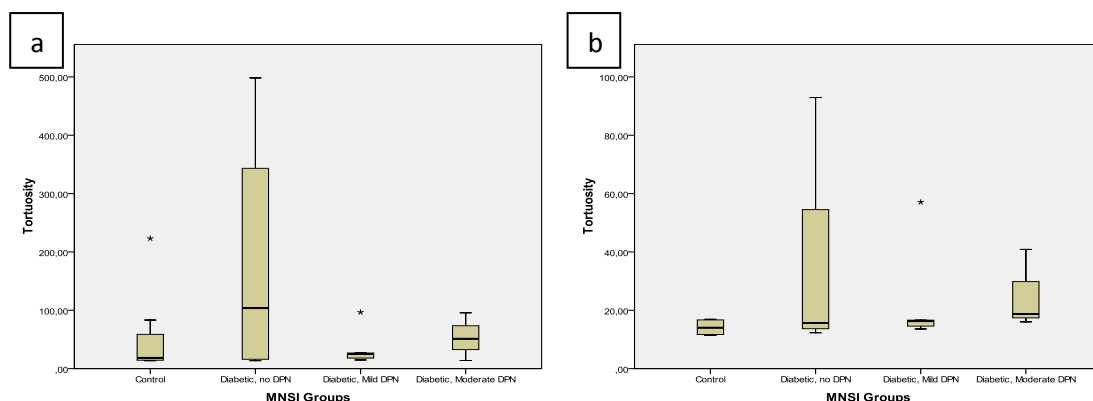 a
500,00
400,00
300,00
200,00
100,00
,00
Tortuosity
Control
Diabetic, no DPN
Diabetic, Mild DPN
Diabetic, Moderate DPN
MNSI Groups
b
100,00
80,00
60,00
40,00
20,00
,00
Tortuosity
Control
Diabetic, no DPN
Diabetic, Mild DPN
Diabetic, Moderate DPN
MNSI Groups